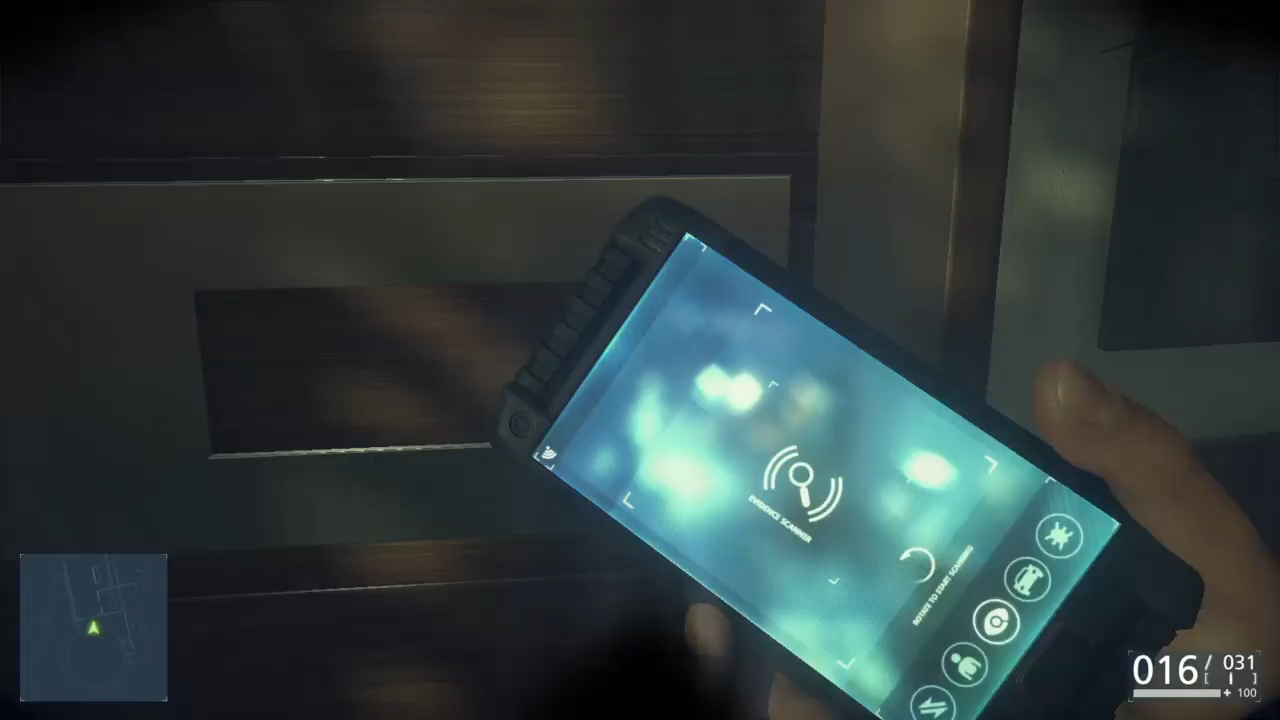 EVIDENCE SCANNER
ROTATE TO START SCANNING
016 / 031
+ 100